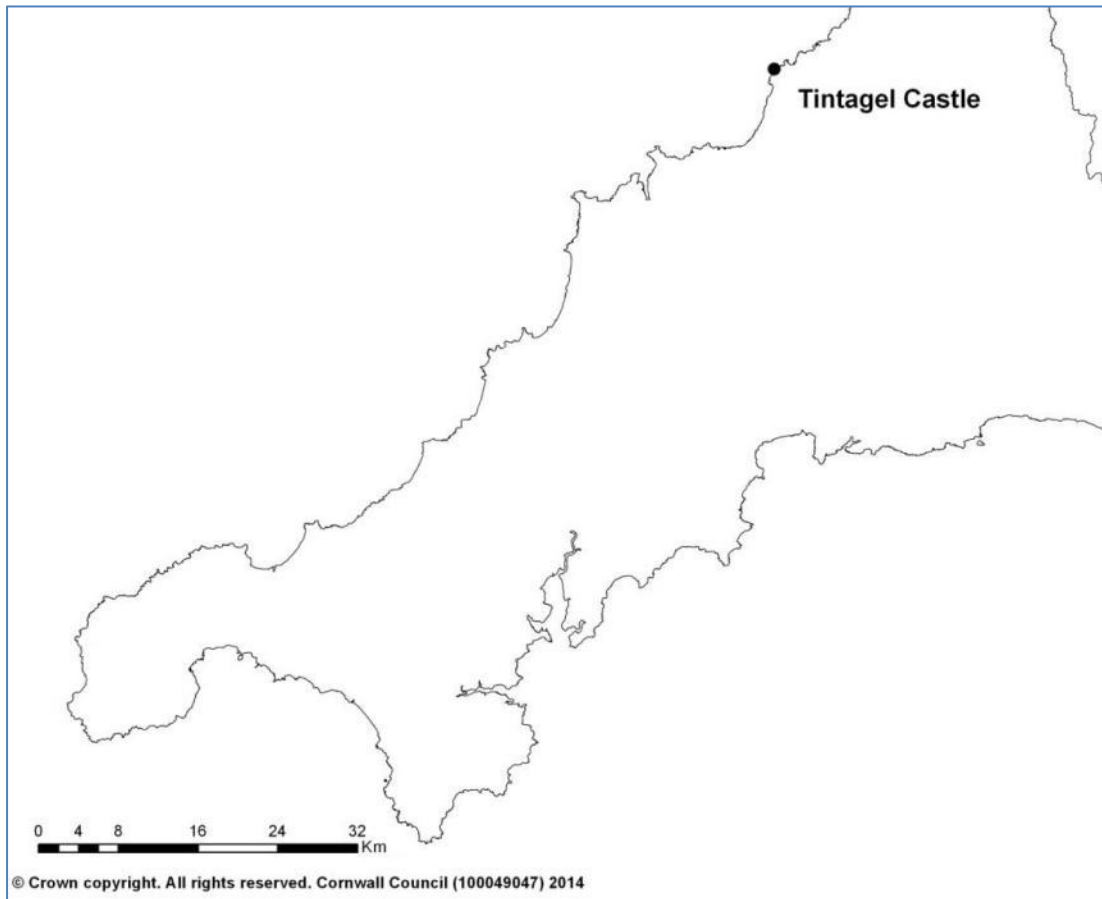 Tintagel Castle
0 4 8 16 24 32
Km
© Crown copyright. All rights reserved. Cornwall Council (100049047) 2014